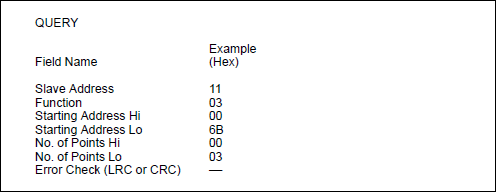 QUERY
Example
Field Name (Hex)
Slave Address 11
Function 03
Starting Address Hi 00
Starting Address Lo 6B
No. of Points Hi 00
No. of Points Lo 03
Error Check (LRC or CRC) —